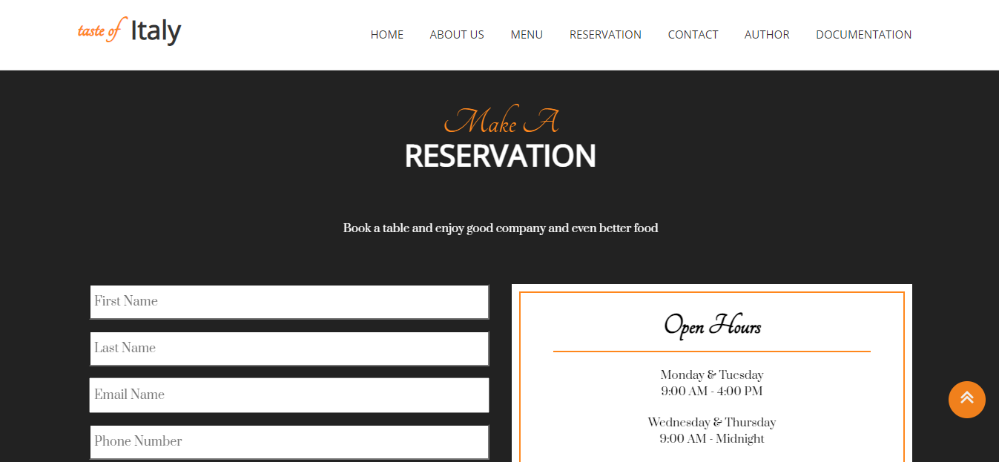 taste of Italy
HOME ABOUT US MENU RESERVATION CONTACT AUTHOR DOCUMENTATION
Make A
RESERVATION
Book a table and enjoy good company and even better food
First Name
Last Name
Email Name
Phone Number
Open Hours
Monday & Tuesday
9:00 AM - 4:00 PM
Wednesday & Thursday
9:00 AM - Midnight